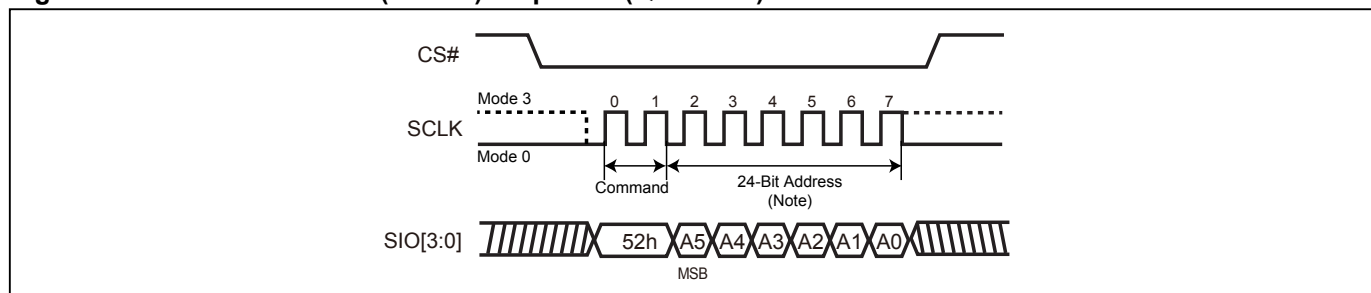 CS#
Mode 3
0 1 2 3 4 5 6 7
SCLK
Mode 0
Command
24-Bit Address
(Note)
SIO[3:0]
52h A5 A4 A3 A2 A1 A0
MSB